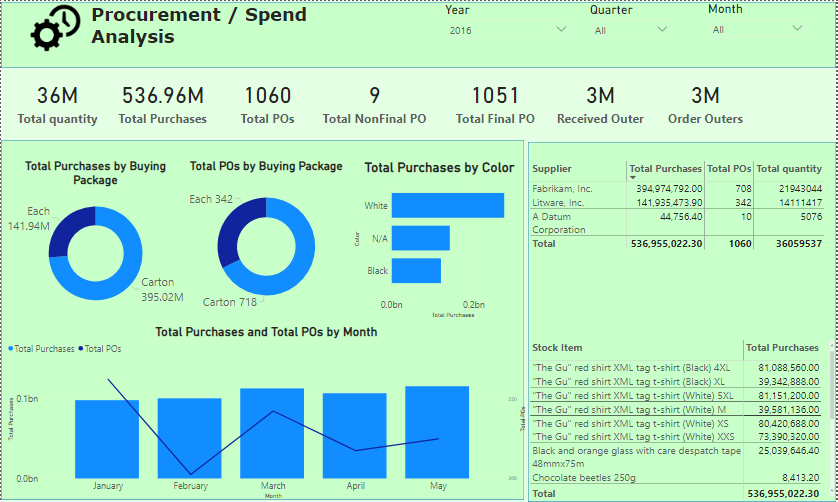 Procurement / Spend
Analysis
Year
Quarter
Month
2016
All
All
36M
536.96M
1060
9
1051
3M
3M
Total quantity
Total Purchases
Total POs
Total NonFinal PO
Total Final PO
Received Outer
Order Outers
Total Purchases by Buying
Package
Each
141.94M
Carton
395.02M
Total POs by Buying Package
Each 342
Carton 718
Total Purchases by Color
Color
White
N/A
Black
0.0bn
0.2bn
Total Purchases
Supplier Total Purchases Total POs Total quantity
Fabrikam, Inc. 394,974,792.00 708 21943044
Litware, Inc. 141,935,473.90 342 14111417
A Datum
Corporation 44,756.40 10 5076
Total 536,955,022.30 1060 36059537
Total Purchases and Total POs by Month
Total Purchases Total POs
Total Purchases
0.1bn
0.0bn
January
February
March
April
May
Month
Total POs
200
Stock Item Total Purchases
"The Gu" red shirt XML tag t-shirt (Black) 4XL 81,088,560.00
"The Gu" red shirt XML tag t-shirt (Black) XL 39,342,888.00
"The Gu" red shirt XML tag t-shirt (White) 5XL 81,151,200.00
"The Gu" red shirt XML tag t-shirt (White) M 39,581,136.00
"The Gu" red shirt XML tag t-shirt (White) XS 80,420,688.00
"The Gu" red shirt XML tag t-shirt (White) XXS 73,390,320.00
Black and orange glass with care despatch tape 25,039,646.40
48mmx75m
Chocolate beetles 250g 8,413.20
Total 536,955,022.30